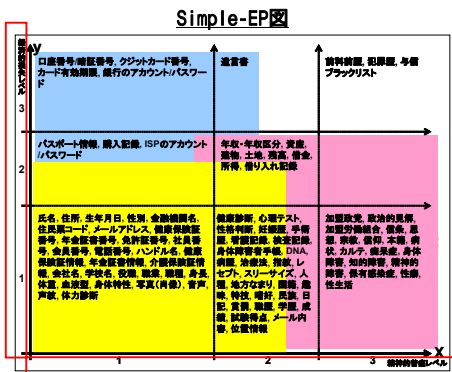 Simple-EP図
経済的損失レベル
y
口座番号/暗証番号, クレジットカード番号,
カード有効期限, 銀行のアカウント/パスワー
ド
遺言書
前科前歴, 犯罪歴, 与信
ブラックリスト
3
パスポート情報, 購入記録, ISPのアカウント
/パスワード
年収・年収区分, 資産,
建物, 土地, 残高, 借金,
所得, 借り入れ記録
2
氏名, 住所, 生年月日, 性別, 金融機関名,
住民票コード, メールアドレス, 健康保険証
番号, 年金証書番号, 免許証番号, 社員番
号, 会員番号, 電話番号, ハンドル名, 健康
保険証情報, 年金証書情報, 介護保険証情
報, 会社名, 学校名, 役職, 職業, 職種, 身長,
体重, 血液型, 身体特性, 写真(肖像), 音声,
声紋, 体力診断
健康診断, 心理テスト,
性格判断, 妊娠歴, 手術
歴, 看護記録, 検査記録,
身体障害者手帳, DNA,
病歴, 治療法, 指紋, レ
セプト, スリーサイズ, 人
種, 地方なまり, 国籍, 趣
味, 特技, 嗜好, 民族, 日
記, 賞罰, 職歴, 学歴, 成
績, 試験得点, メール内
容, 位置情報
加盟政党, 政治的見解,
加盟労働組合, 信条, 思
想, 宗教, 信仰, 本籍, 病
状, カルテ, 痴呆症, 身体
障害, 知的障害, 精神的
障害, 保有感染症, 性癖,
性生活
1
1
2
3
x
精神的苦痛レベル